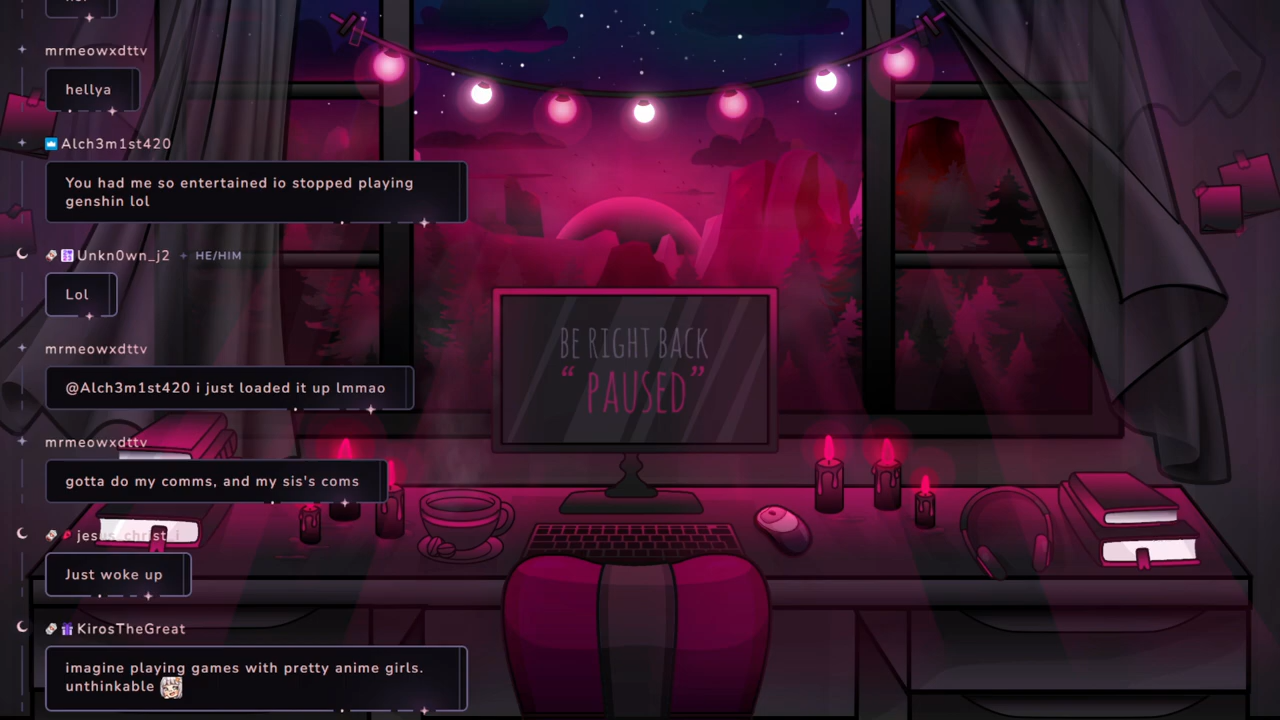 mrmeowxdttv
hellya
Alch3m1st420
You had me so entertained io stopped playing
genshin lol
Unkn0wn_j2 HE/HIM
Lol
mrmeowxdttv
@Alch3m1st420 i just loaded it up lmmao
mrmeowxdttv
gotta do my comms, and my sis's coms
jesus_christ_i
Just woke up
KirosTheGreat
imagine playing games with pretty anime girls.
unthinkable
BE RIGHT BACK
“ PAUSED”